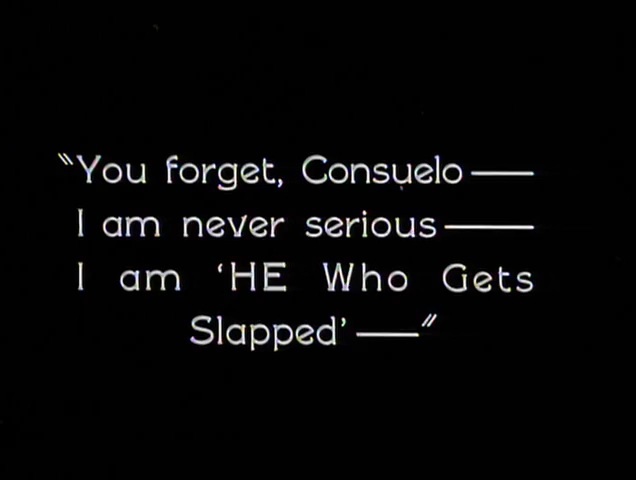 "You forget, Consuelo —
I am never serious —
I am 'HE Who Gets
Slapped' —"